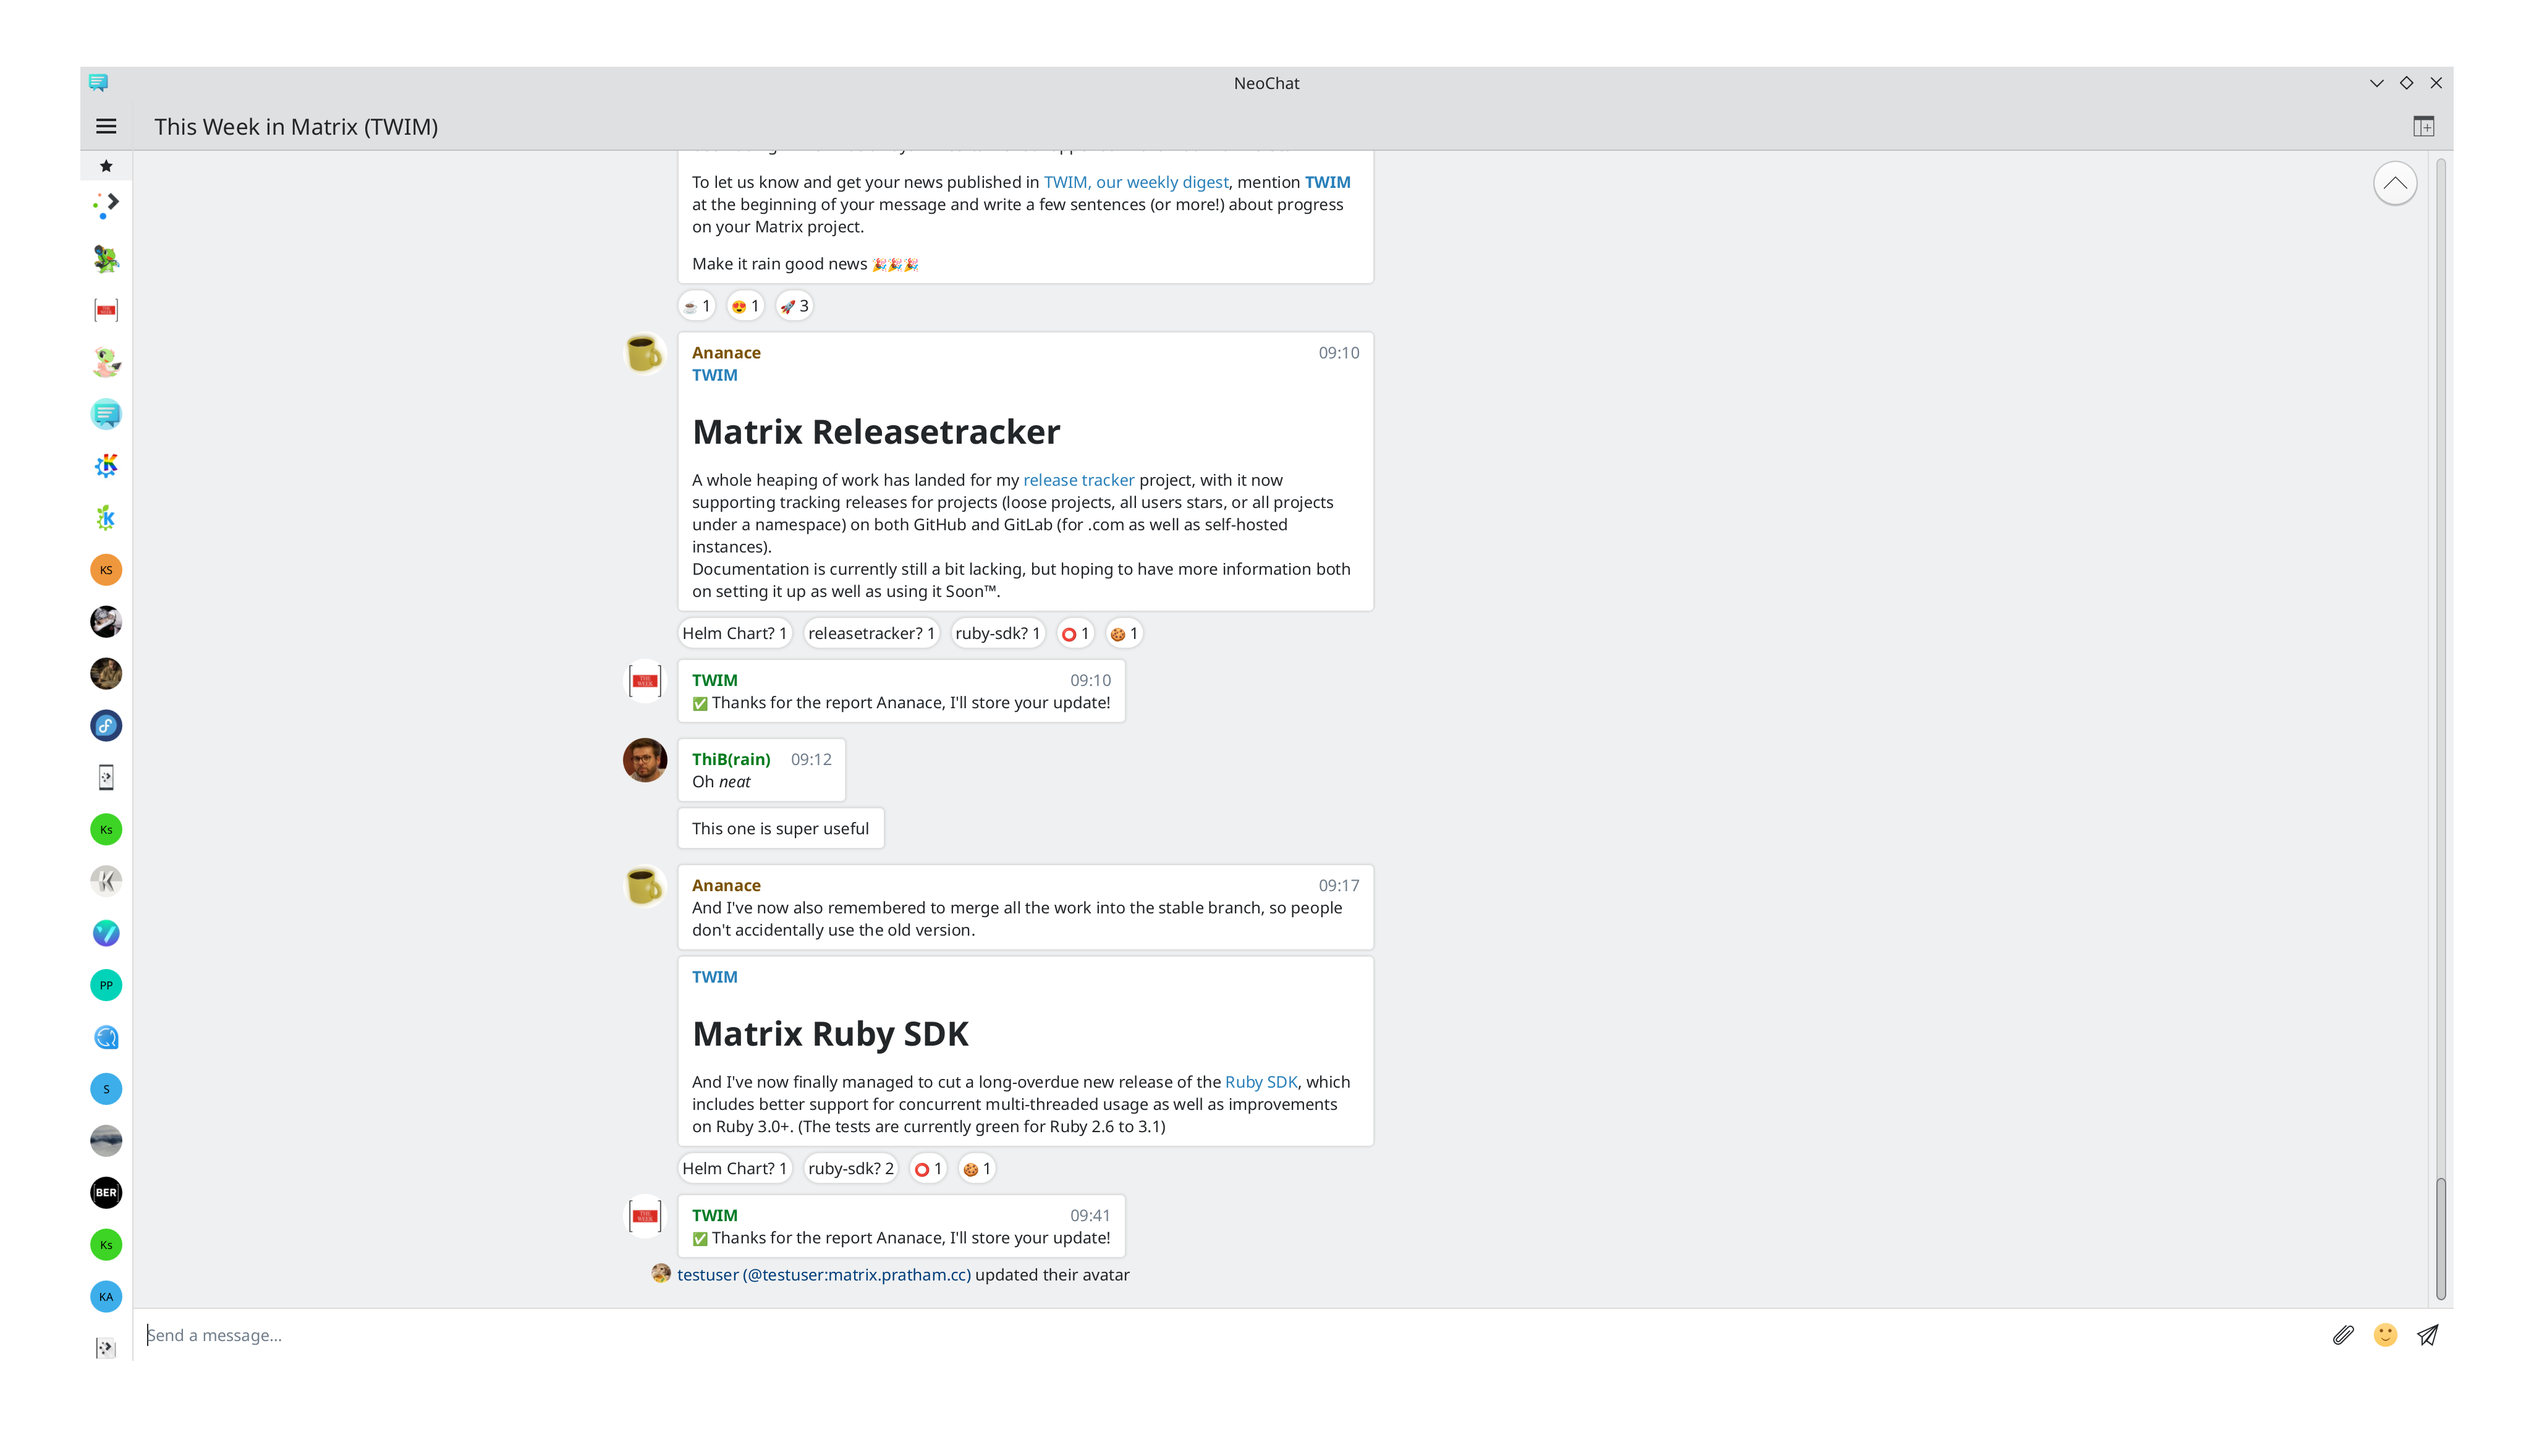 NeoChat
This Week in Matrix (TWIM)
To let us know and get your news published in TWIM, our weekly digest, mention TWIM
at the beginning of your message and write a few sentences (or more!) about progress
on your Matrix project.
Make it rain good news 🎉🎉🎉
☕ 1 😍 1 🚀 3
Ananace 09:10
TWIM
Matrix Releasetracker
A whole heaping of work has landed for my release tracker project, with it now
supporting tracking releases for projects (loose projects, all users stars, or all projects
under a namespace) on both GitHub and GitLab (for .com as well as self-hosted
instances).
Documentation is currently still a bit lacking, but hoping to have more information both
on setting it up as well as using it Soon™.
Helm Chart? 1 releasetracker? 1 ruby-sdk? 1 ⭕ 1 🍪 1
THE
WEEK
TWIM 09:10
✅ Thanks for the report Ananace, I'll store your update!
ThiB(rain) 09:12
Oh neat
This one is super useful
Ananace 09:17
And I've now also remembered to merge all the work into the stable branch, so people
don't accidentally use the old version.
TWIM
Matrix Ruby SDK
And I've now finally managed to cut a long-overdue new release of the Ruby SDK, which
includes better support for concurrent multi-threaded usage as well as improvements
on Ruby 3.0+. (The tests are currently green for Ruby 2.6 to 3.1)
Helm Chart? 1 ruby-sdk? 2 ⭕ 1 🍪 1
THE
WEEK
TWIM 09:41
✅ Thanks for the report Ananace, I'll store your update!
testuser (@testuser:matrix.pratham.cc) updated their avatar
Send a message...
K
K
KS
Ks
K
PP
S
BER
Ks
KA